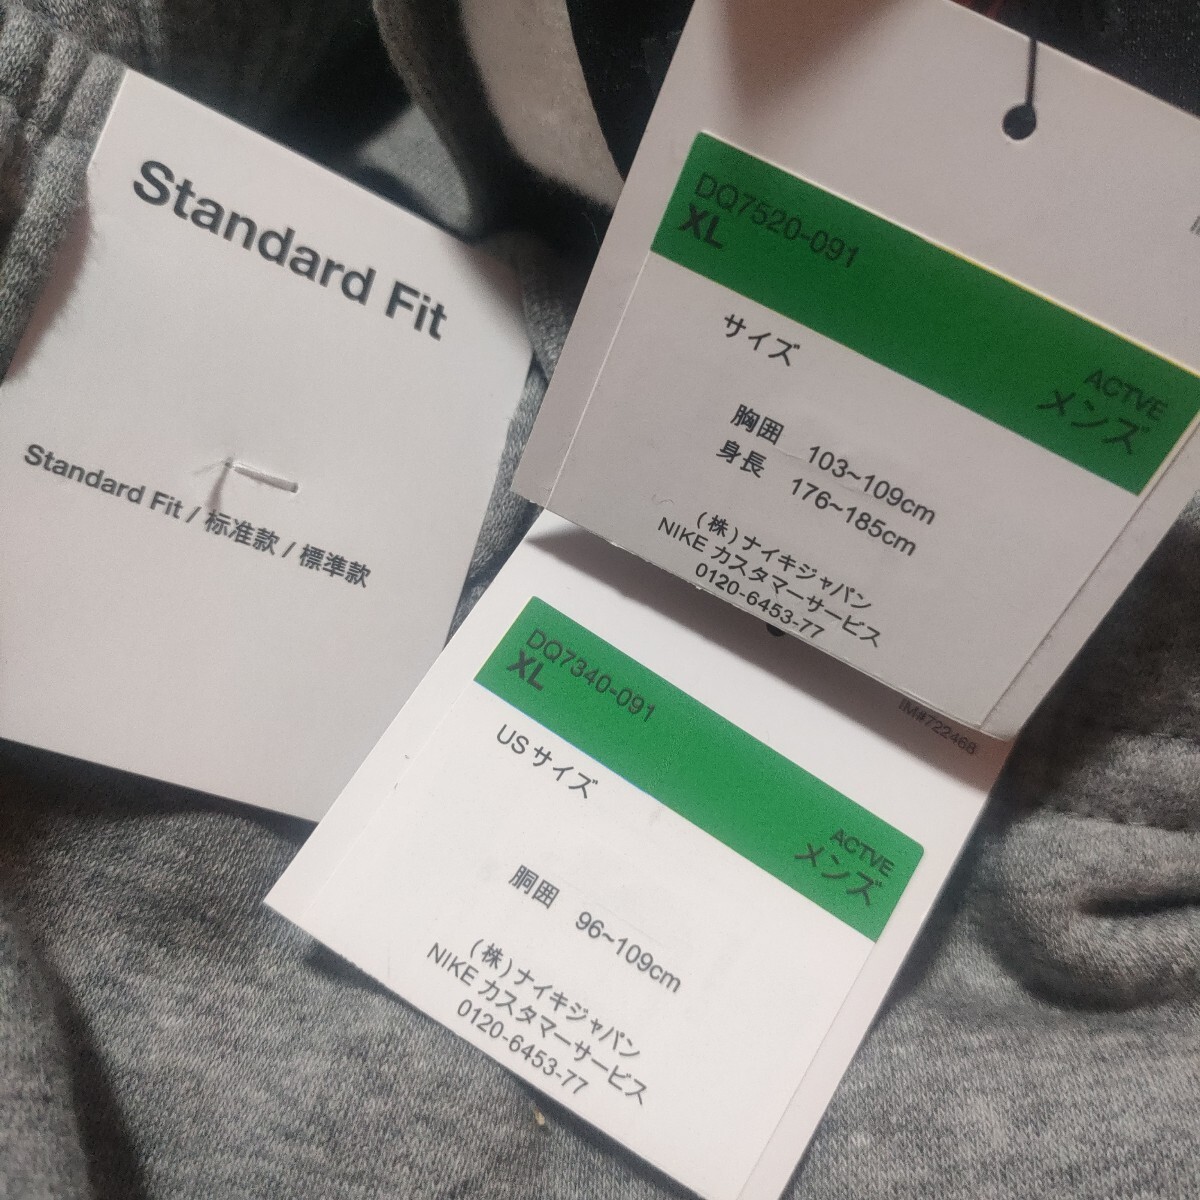 Standard Fit
Standard Fit / 标准款 / 標準款
DQ7520-091
XL
ACTVE
メンズ
サイズ
胸囲 103~109cm
身長 176~185cm
(株)ナイキジャパン
NIKE カスタマーサービス
0120-6453-77
IM#722468
DQ7340-091
XL
ACTVE
メンズ
US サイズ
胴囲 96~109cm
(株)ナイキジャパン
NIKE カスタマーサービス
0120-6453-77